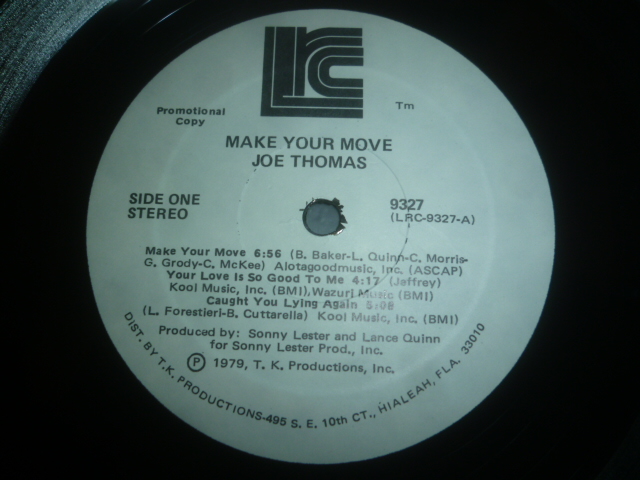 LRC
Promotional
Copy
Tm
MAKE YOUR MOVE
JOE THOMAS
SIDE ONE
STEREO
9327
(LRC-9327-A)
Make Your Move 6:56 (B. Baker-L. Quinn-C. Morris-
G. Grody-C. McKee) Alotagoodmusic, Inc. (ASCAP)
Your Love Is So Good To Me 4:17 (Jaffrey)
Kool Music, Inc. (BMI), Wazuri Music (BMI)
Caught You Lying Again 5:08
(L. Forestieri-B. Cuttarella) Kool Music, Inc. (BMI)
Produced by: Sonny Lester and Lance Quinn
for Sonny Lester Prod., Inc.
℗ 1979, T. K. Productions, Inc.
DIST. BY T.K. PRODUCTIONS-495 S. E. 10th CT., HIALEAH, FLA. 33010